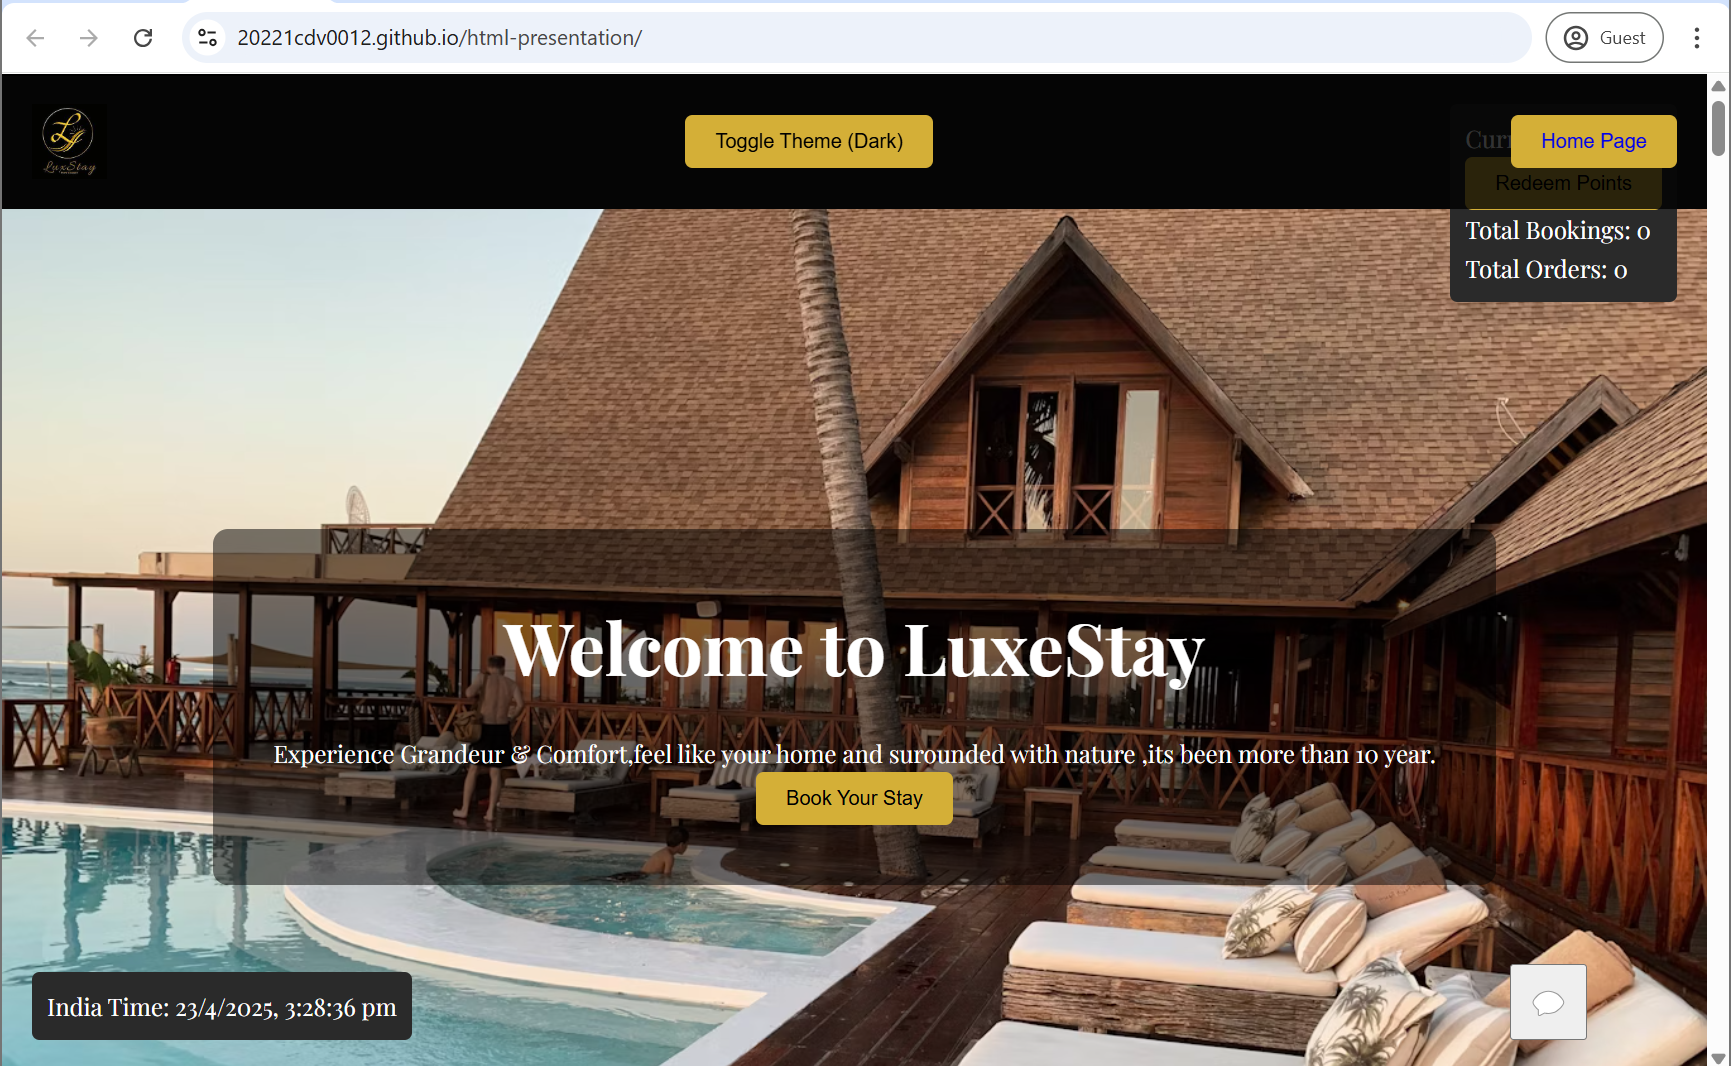 20221cdv0012.github.io/html-presentation/
Guest
LuxStay
Toggle Theme (Dark)
Home Page
Redeem Points
Total Bookings: 0
Total Orders: 0
Welcome to LuxeStay
Experience Grandeur & Comfort,feel like your home and surounded with nature ,its been more than 10 year.
Book Your Stay
India Time: 23/4/2025, 3:28:36 pm